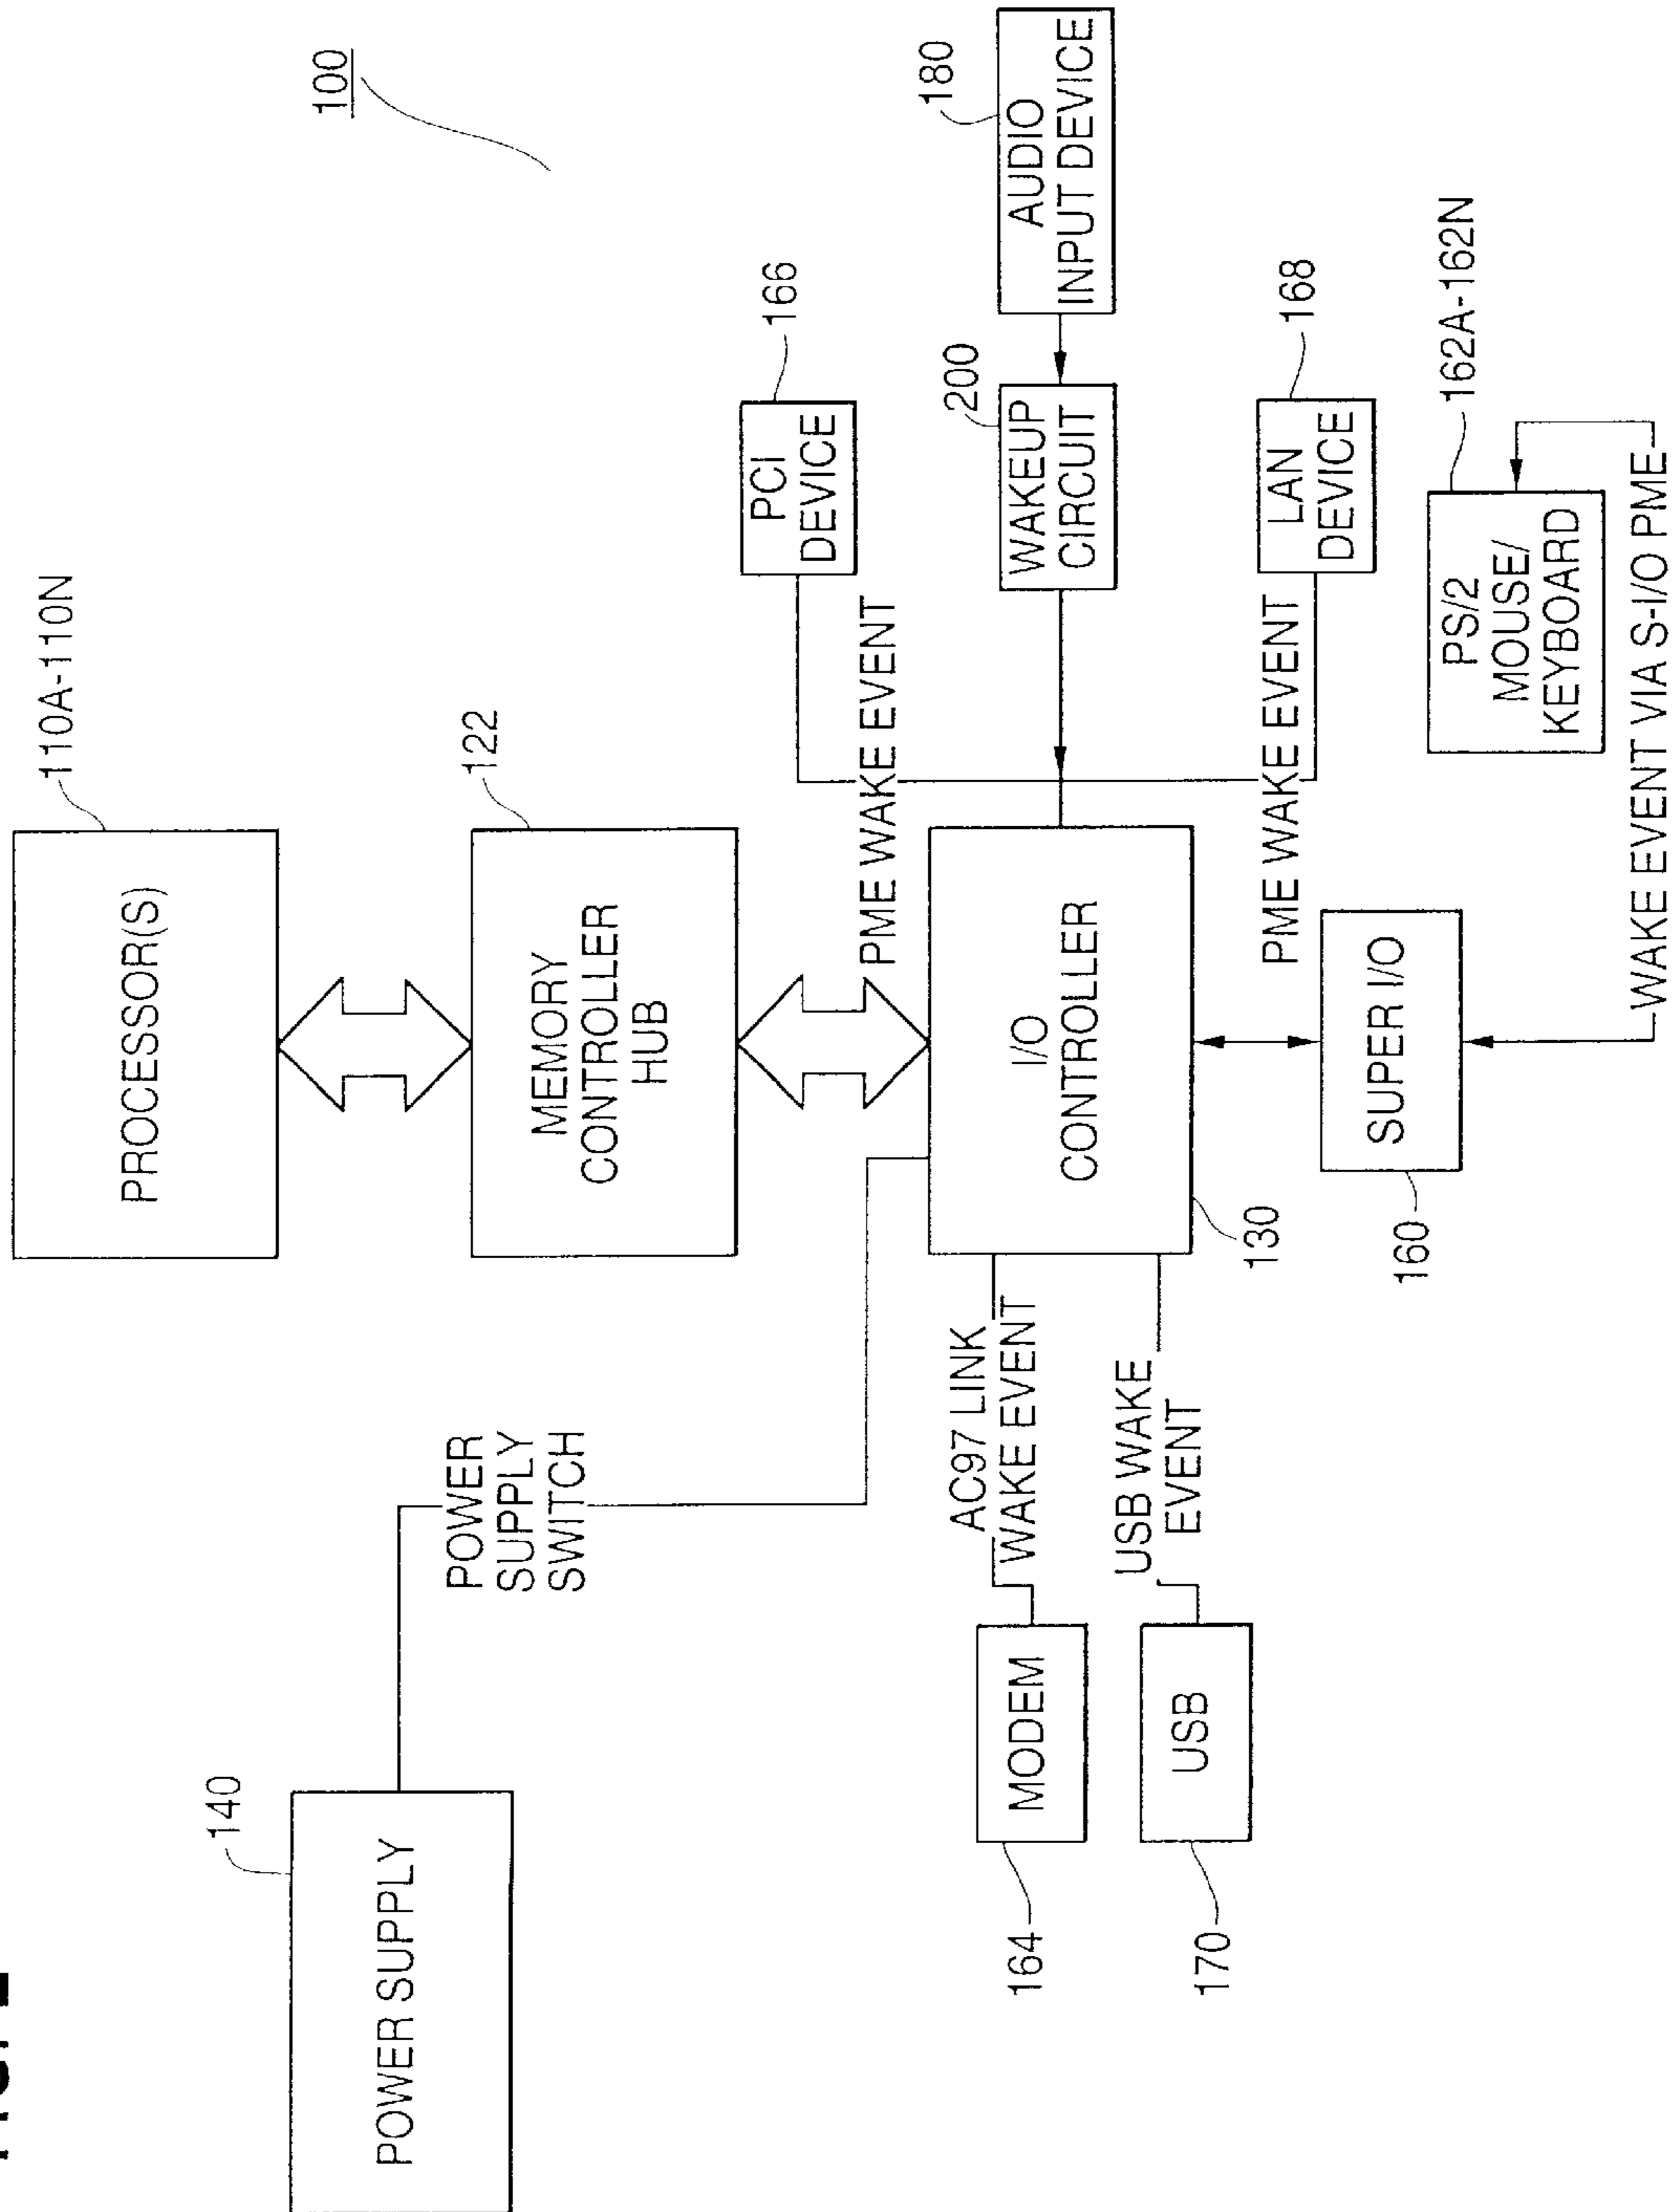 100
110A-110N
PROCESSOR(S)
122
MEMORY
CONTROLLER
HUB
140
POWER SUPPLY
POWER
SUPPLY
SWITCH
I/O
CONTROLLER
130
PME WAKE EVENT
PCI
DEVICE
166
WAKEUP
CIRCUIT
200
AUDIO
INPUT DEVICE
180
PME WAKE EVENT
LAN
DEVICE
168
AC97 LINK
WAKE EVENT
MODEM
164
USB WAKE
EVENT
USB
170
SUPER I/O
160
PS/2
MOUSE/
KEYBOARD
162A-162N
WAKE EVENT VIA S-I/O PME